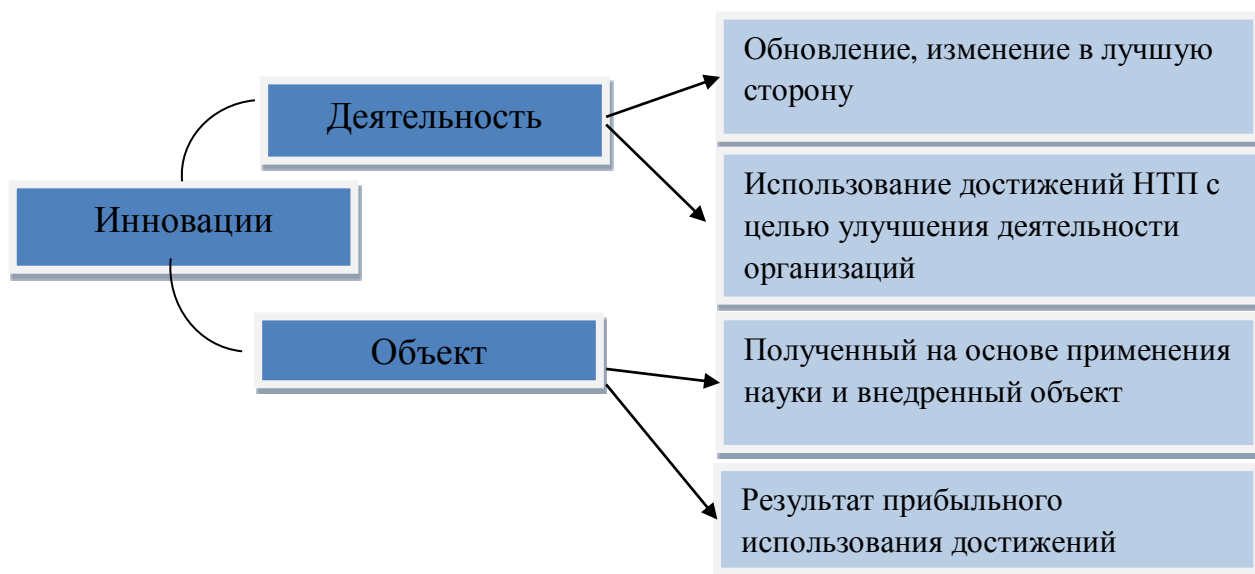 Обновление, изменение в лучшую
сторону
Деятельность
Использование достижений НТП с
целью улучшения деятельности
организаций
Инновации
Объект
Полученный на основе применения
науки и внедренный объект
Результат прибыльного
использования достижений